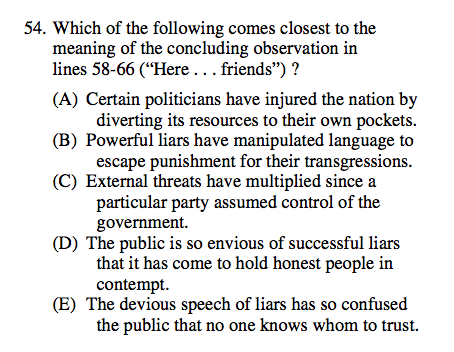 54. Which of the following comes closest to the
meaning of the concluding observation in
lines 58-66 (“Here . . . friends”) ?
(A) Certain politicians have injured the nation by
diverting its resources to their own pockets.
(B) Powerful liars have manipulated language to
escape punishment for their transgressions.
(C) External threats have multiplied since a
particular party assumed control of the
government.
(D) The public is so envious of successful liars
that it has come to hold honest people in
contempt.
(E) The devious speech of liars has so confused
the public that no one knows whom to trust.